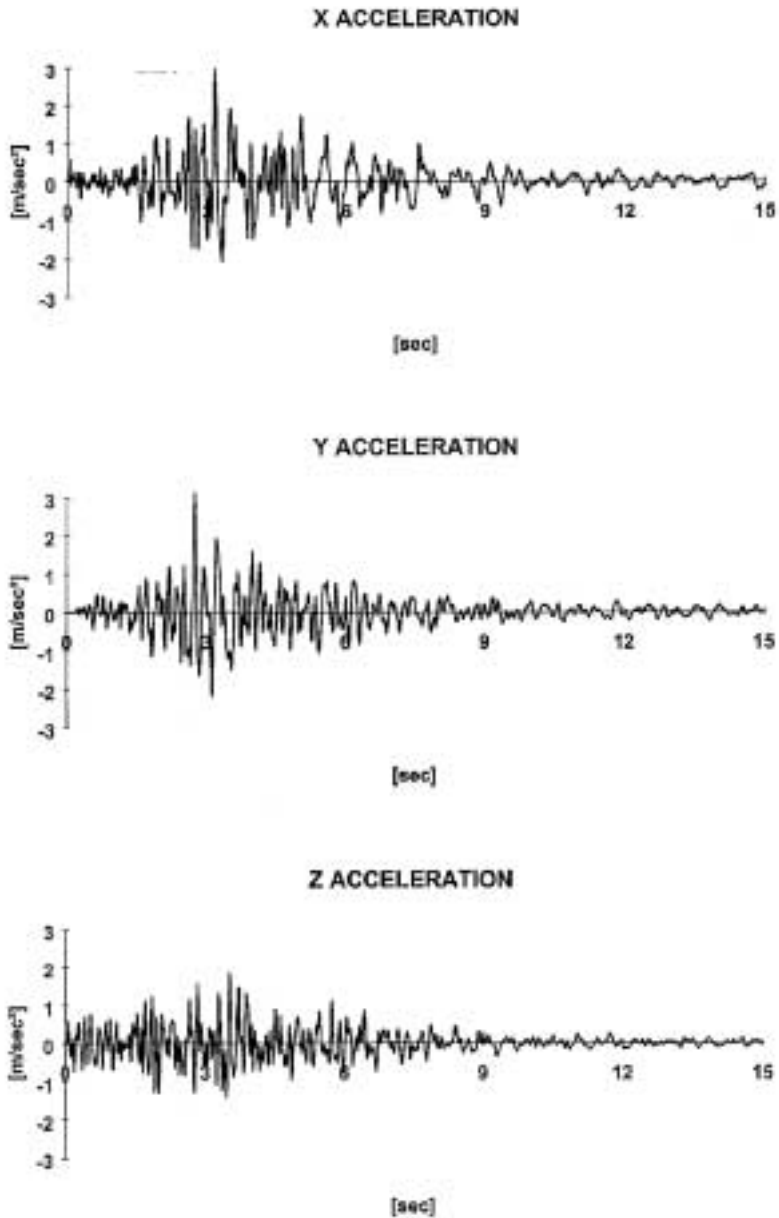 X ACCELERATION
3
2
1
0
-1
-2
-3
[m/sec²]
0 3 6 9 12 15
[sec]
Y ACCELERATION
3
2
1
0
-1
-2
-3
[m/sec²]
0 3 6 9 12 15
[sec]
Z ACCELERATION
3
2
1
0
-1
-2
-3
[m/sec²]
0 3 6 9 12 15
[sec]